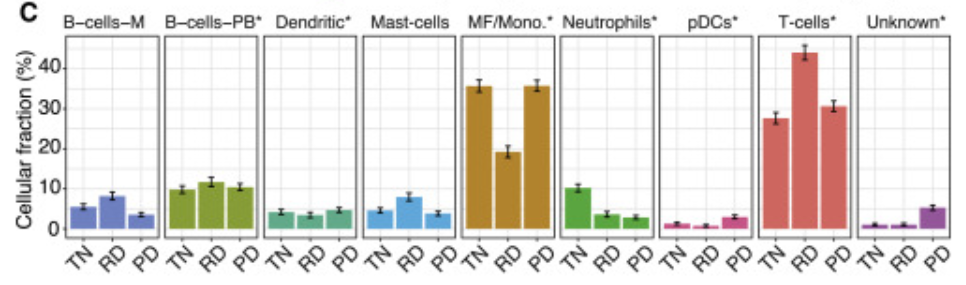 C
B-cells-M B-cells-PB* Dendritic* Mast-cells MF/Mono.* Neutrophils* pDCs* T-cells* Unknown*
Cellular fraction (%)
40
30
20
10
0
TN RD PD TN RD PD TN RD PD TN RD PD TN RD PD TN RD PD TN RD PD TN RD PD TN RD PD